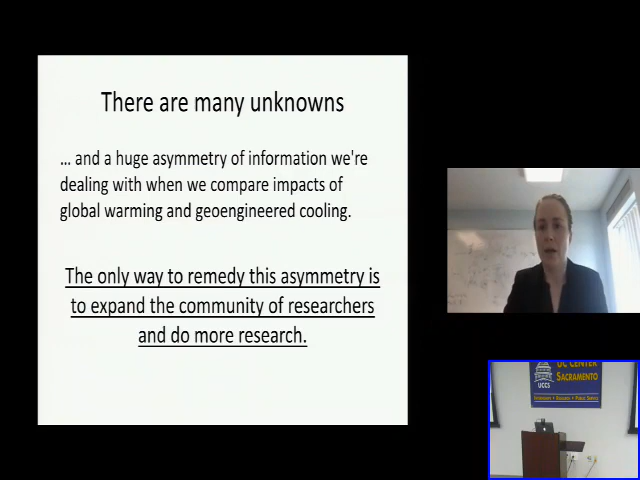 There are many unknowns
... and a huge asymmetry of information we're
dealing with when we compare impacts of
global warming and geoengineered cooling.
The only way to remedy this asymmetry is
to expand the community of researchers
and do more research.
UC CENTER
SACRAMENTO
UCCS